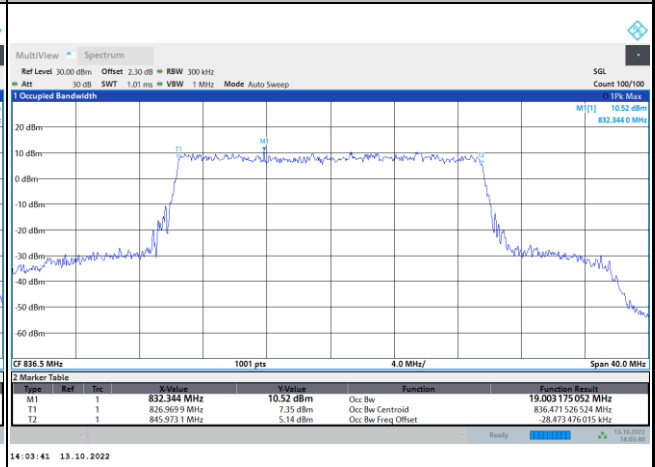 MultiView Spectrum
Ref Level 30.00 dBm Offset 2.30 dB RBW 300 kHz SGL
Att 30 dB SWT 1.01 ms VBW 1 MHz Mode Auto Sweep Count 100/100
1 Occupied Bandwidth 1Pk Max
M1[1] 10.52 dBm
832.344 0 MHz
20 dBm
M1
T1
10 dBm
0 dBm
-10 dBm
-20 dBm
-30 dBm
-40 dBm
-50 dBm
-60 dBm
CF 836.5 MHz 1001 pts 4.0 MHz/ Span 40.0 MHz
2 Marker Table
Type Ref Trc X-Value Y-Value Function Function Result
M1 1 832.344 MHz 10.52 dBm Occ Bw 19.003 175 052 MHz
T1 1 826.969 9 MHz 7.35 dBm Occ Bw Centroid 836.471 526 524 MHz
T2 1 845.973 1 MHz 5.14 dBm Occ Bw Freq Offset -28.473 476 015 kHz
Ready 13.10.2022
14:03:40
14:03:41 13.10.2022